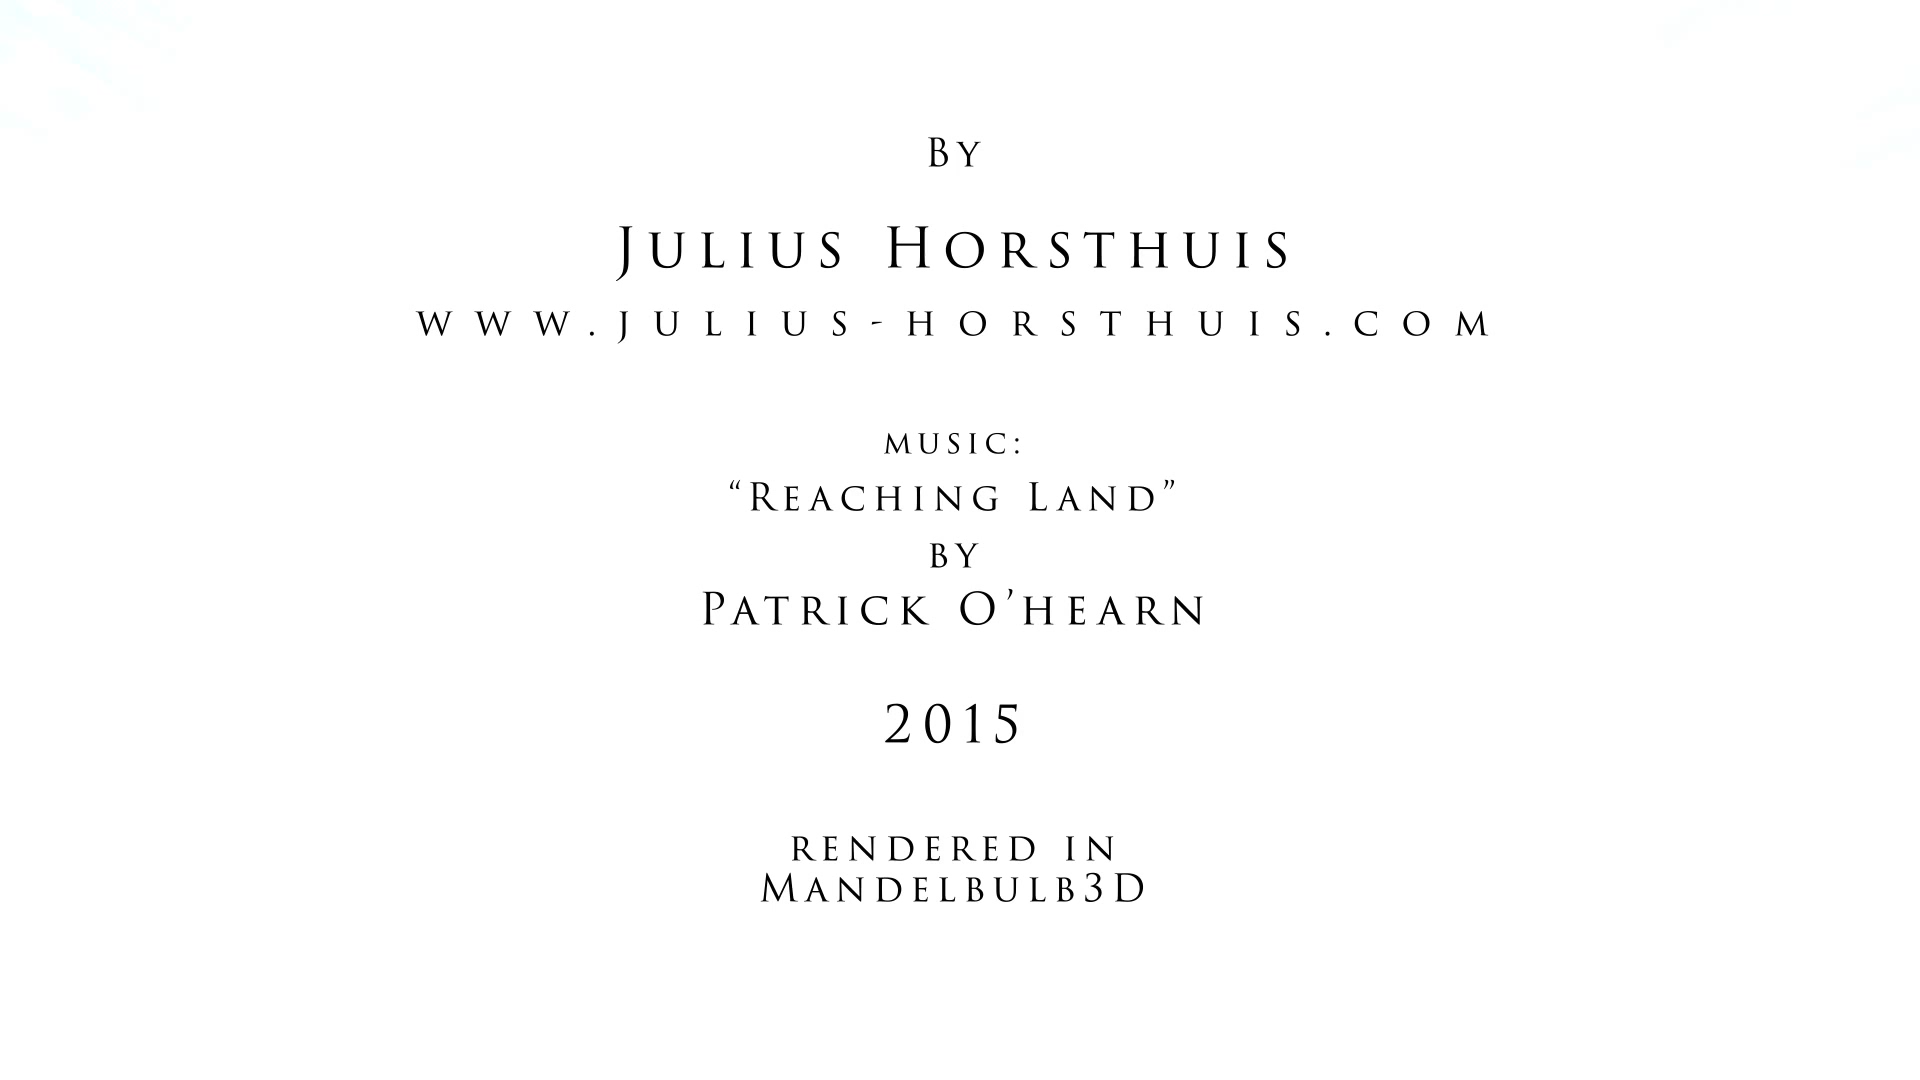 By
Julius Horsthuis
www.julius-horsthuis.com
music:
“Reaching Land”
by
Patrick O’hearn
2015
rendered in
Mandelbulb3D